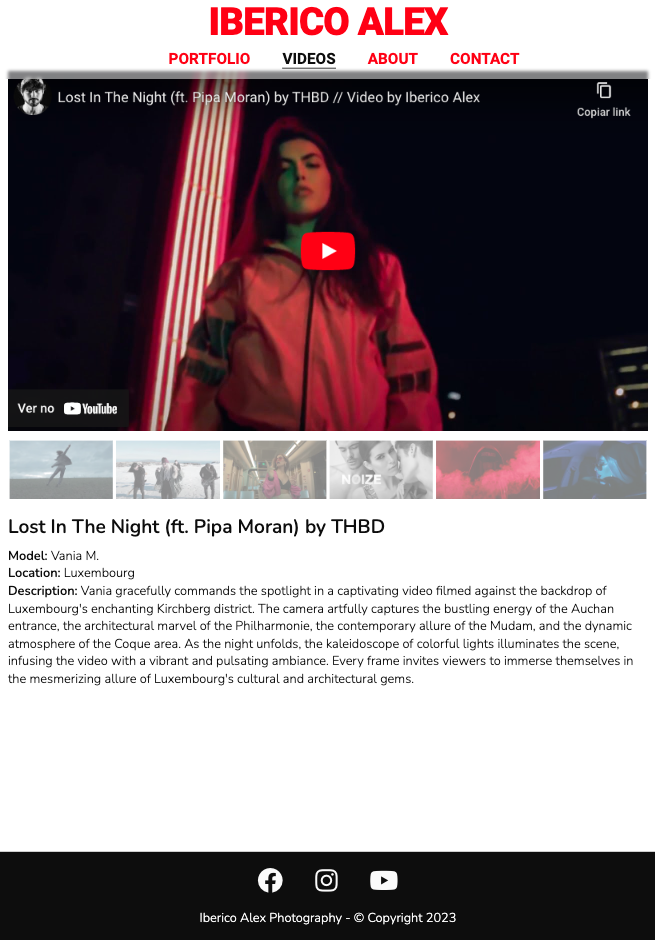 IBERICO ALEX
PORTFOLIO VIDEOS ABOUT CONTACT
Lost In The Night (ft. Pipa Moran) by THBD // Video by Iberico Alex
Copiar link
Ver no YouTube
NOIZE
Lost In The Night (ft. Pipa Moran) by THBD
Model: Vania M.
Location: Luxembourg
Description: Vania gracefully commands the spotlight in a captivating video filmed against the backdrop of
Luxembourg's enchanting Kirchberg district. The camera artfully captures the bustling energy of the Auchan
entrance, the architectural marvel of the Philharmonie, the contemporary allure of the Mudam, and the dynamic
atmosphere of the Coque area. As the night unfolds, the kaleidoscope of colorful lights illuminates the scene,
infusing the video with a vibrant and pulsating ambiance. Every frame invites viewers to immerse themselves in
the mesmerizing allure of Luxembourg's cultural and architectural gems.
Iberico Alex Photography - © Copyright 2023